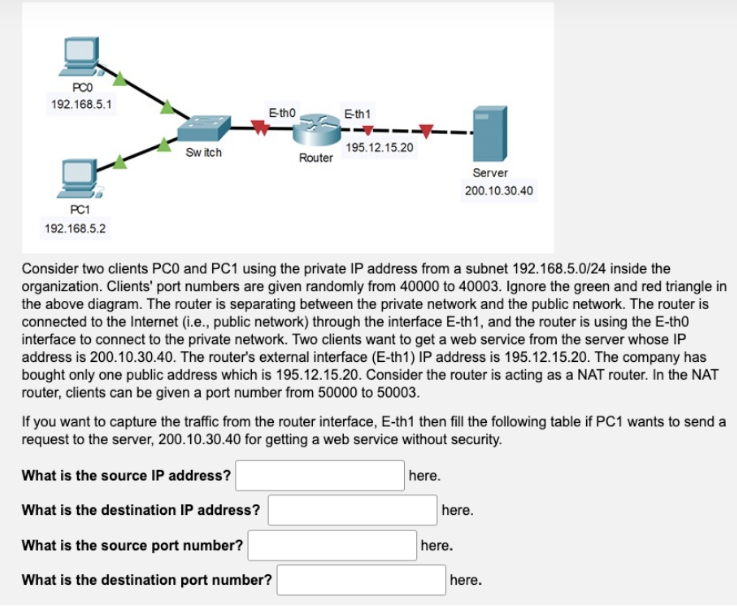 PC0
192.168.5.1
E-th0
E-th1
Switch
Router
195.12.15.20
Server
200.10.30.40
PC1
192.168.5.2
Consider two clients PC0 and PC1 using the private IP address from a subnet 192.168.5.0/24 inside the
organization. Clients' port numbers are given randomly from 40000 to 40003. Ignore the green and red triangle in
the above diagram. The router is separating between the private network and the public network. The router is
connected to the Internet (i.e., public network) through the interface E-th1, and the router is using the E-th0
interface to connect to the private network. Two clients want to get a web service from the server whose IP
address is 200.10.30.40. The router's external interface (E-th1) IP address is 195.12.15.20. The company has
bought only one public address which is 195.12.15.20. Consider the router is acting as a NAT router. In the NAT
router, clients can be given a port number from 50000 to 50003.
If you want to capture the traffic from the router interface, E-th1 then fill the following table if PC1 wants to send a
request to the server, 200.10.30.40 for getting a web service without security.
What is the source IP address? here.
What is the destination IP address? here.
What is the source port number? here.
What is the destination port number? here.